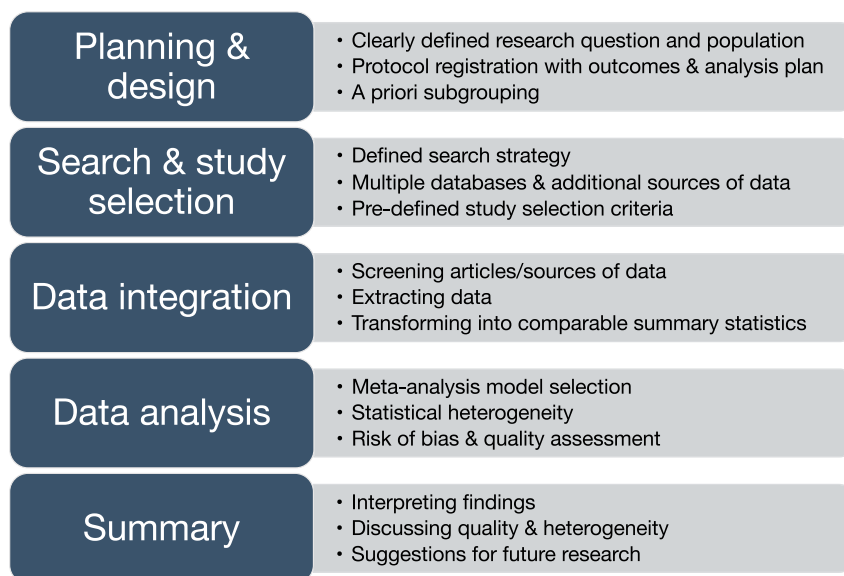 Planning &
design
• Clearly defined research question and population
• Protocol registration with outcomes & analysis plan
• A priori subgrouping
Search & study
selection
• Defined search strategy
• Multiple databases & additional sources of data
• Pre-defined study selection criteria
Data integration
• Screening articles/sources of data
• Extracting data
• Transforming into comparable summary statistics
Data analysis
• Meta-analysis model selection
• Statistical heterogeneity
• Risk of bias & quality assessment
Summary
• Interpreting findings
• Discussing quality & heterogeneity
• Suggestions for future research